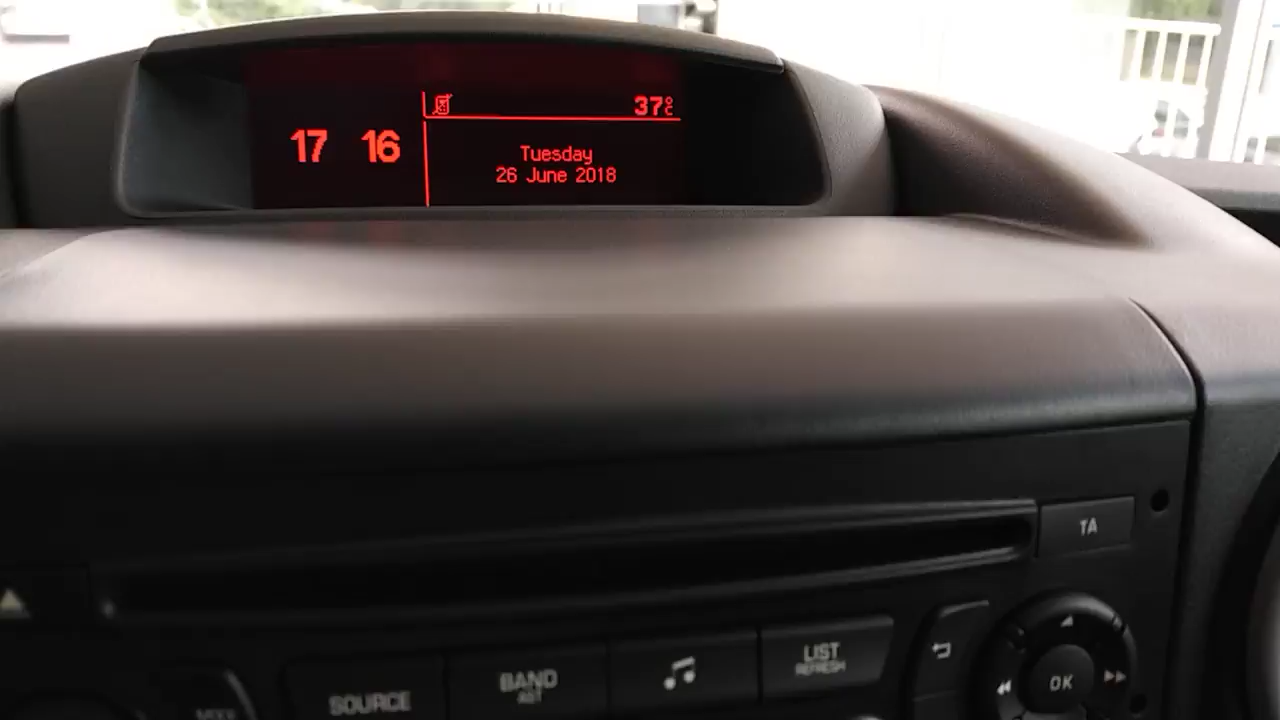 37°C
17 16
Tuesday
26 June 2018
TA
LIST
REFRESH
BAND
AST
SOURCE
OK